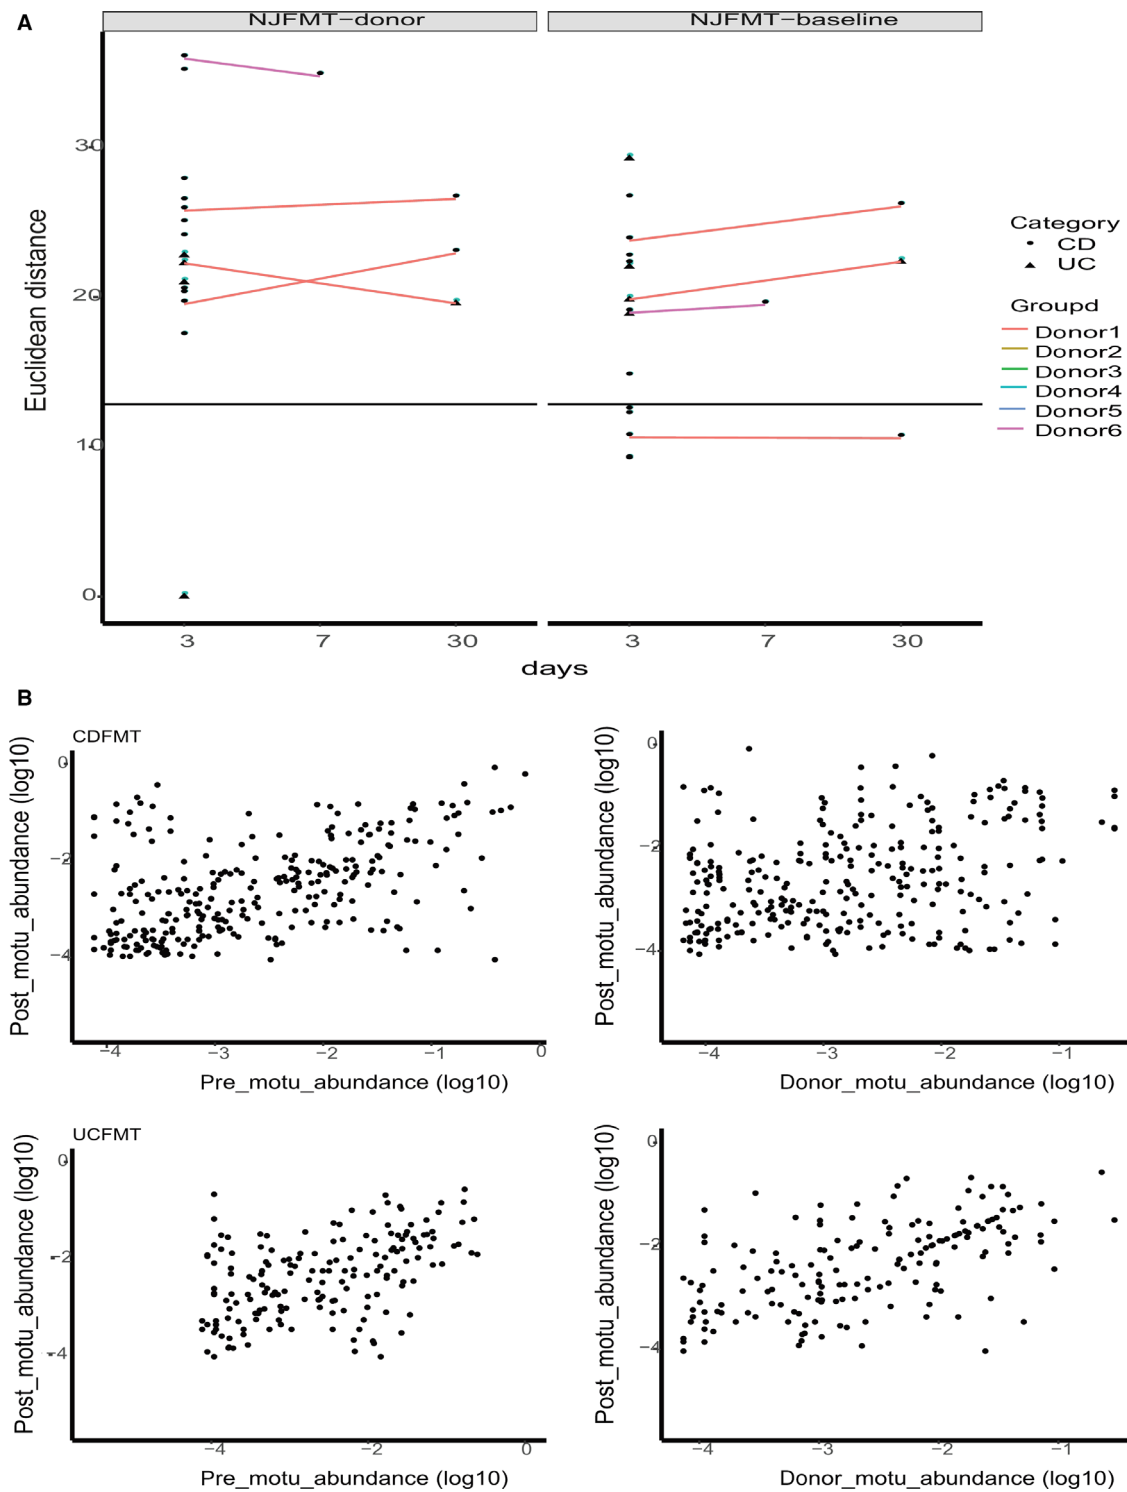 A
NJFMT−donor
NJFMT−baseline
Euclidean distance
30
20
10
0
3
7
30
3
7
30
days
Category
CD
UC
Groupd
Donor1
Donor2
Donor3
Donor4
Donor5
Donor6
B
CDFMT
Post_motu_abundance (log10)
0
−2
−4
−4
−3
−2
−1
0
Pre_motu_abundance (log10)
Post_motu_abundance (log10)
0
−2
−4
−4
−3
−2
−1
Donor_motu_abundance (log10)
UCFMT
Post_motu_abundance (log10)
0
−2
−4
−4
−2
0
Pre_motu_abundance (log10)
Post_motu_abundance (log10)
0
−2
−4
−4
−3
−2
−1
Donor_motu_abundance (log10)